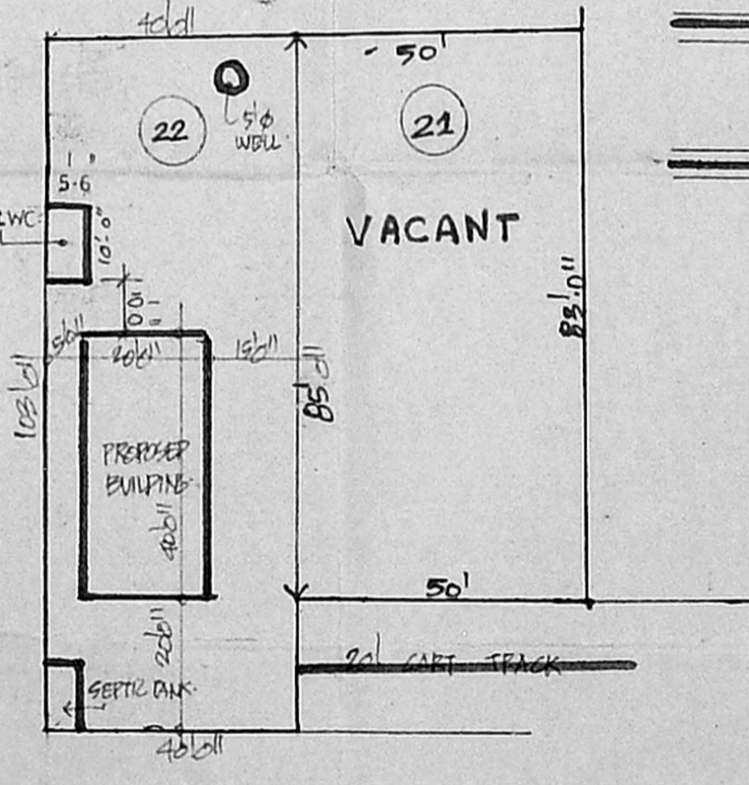 40'0"
50'
22
21
5'φ
WELL
5'-6"
WC
10'-0"
VACANT
83'-0"
10'0"
5'0"
20'0"
15'0"
103'0"
85'0"
PROPOSED
BUILDING
40'0"
50'
20'0"
20' CART TRACK
SEPTIC TANK
40'0"